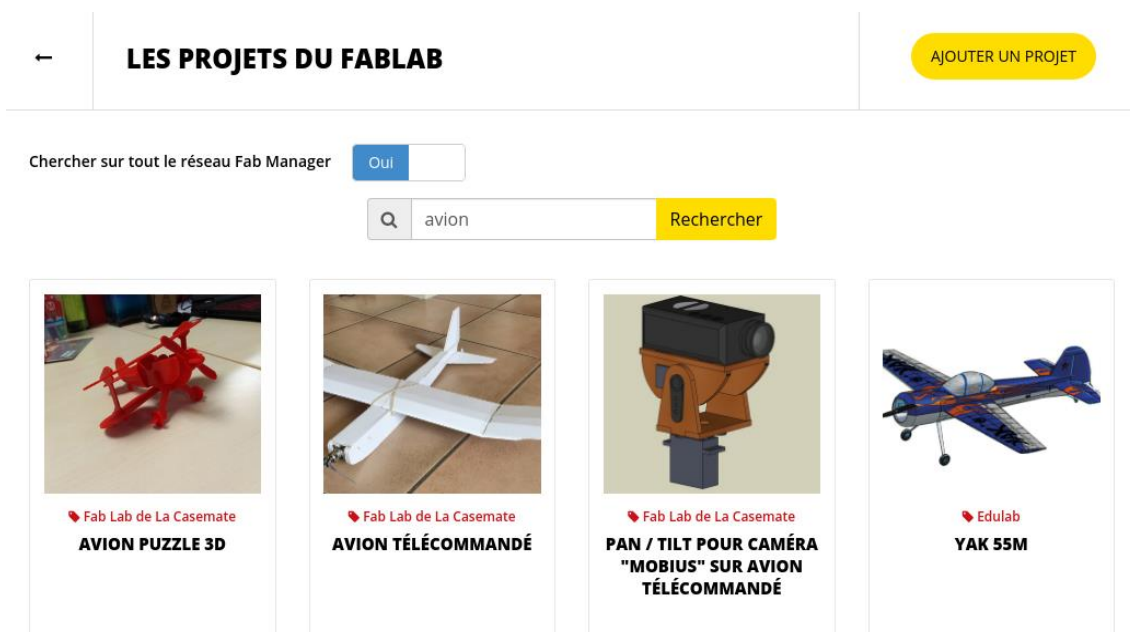 LES PROJETS DU FABLAB
AJOUTER UN PROJET
Chercher sur tout le réseau Fab Manager
Oui
avion
Rechercher
Fab Lab de La Casemate
AVION PUZZLE 3D
Fab Lab de La Casemate
AVION TÉLÉCOMMANDÉ
Fab Lab de La Casemate
PAN / TILT POUR CAMÉRA
"MOBIUS" SUR AVION
TÉLÉCOMMANDÉ
Edulab
YAK 55M